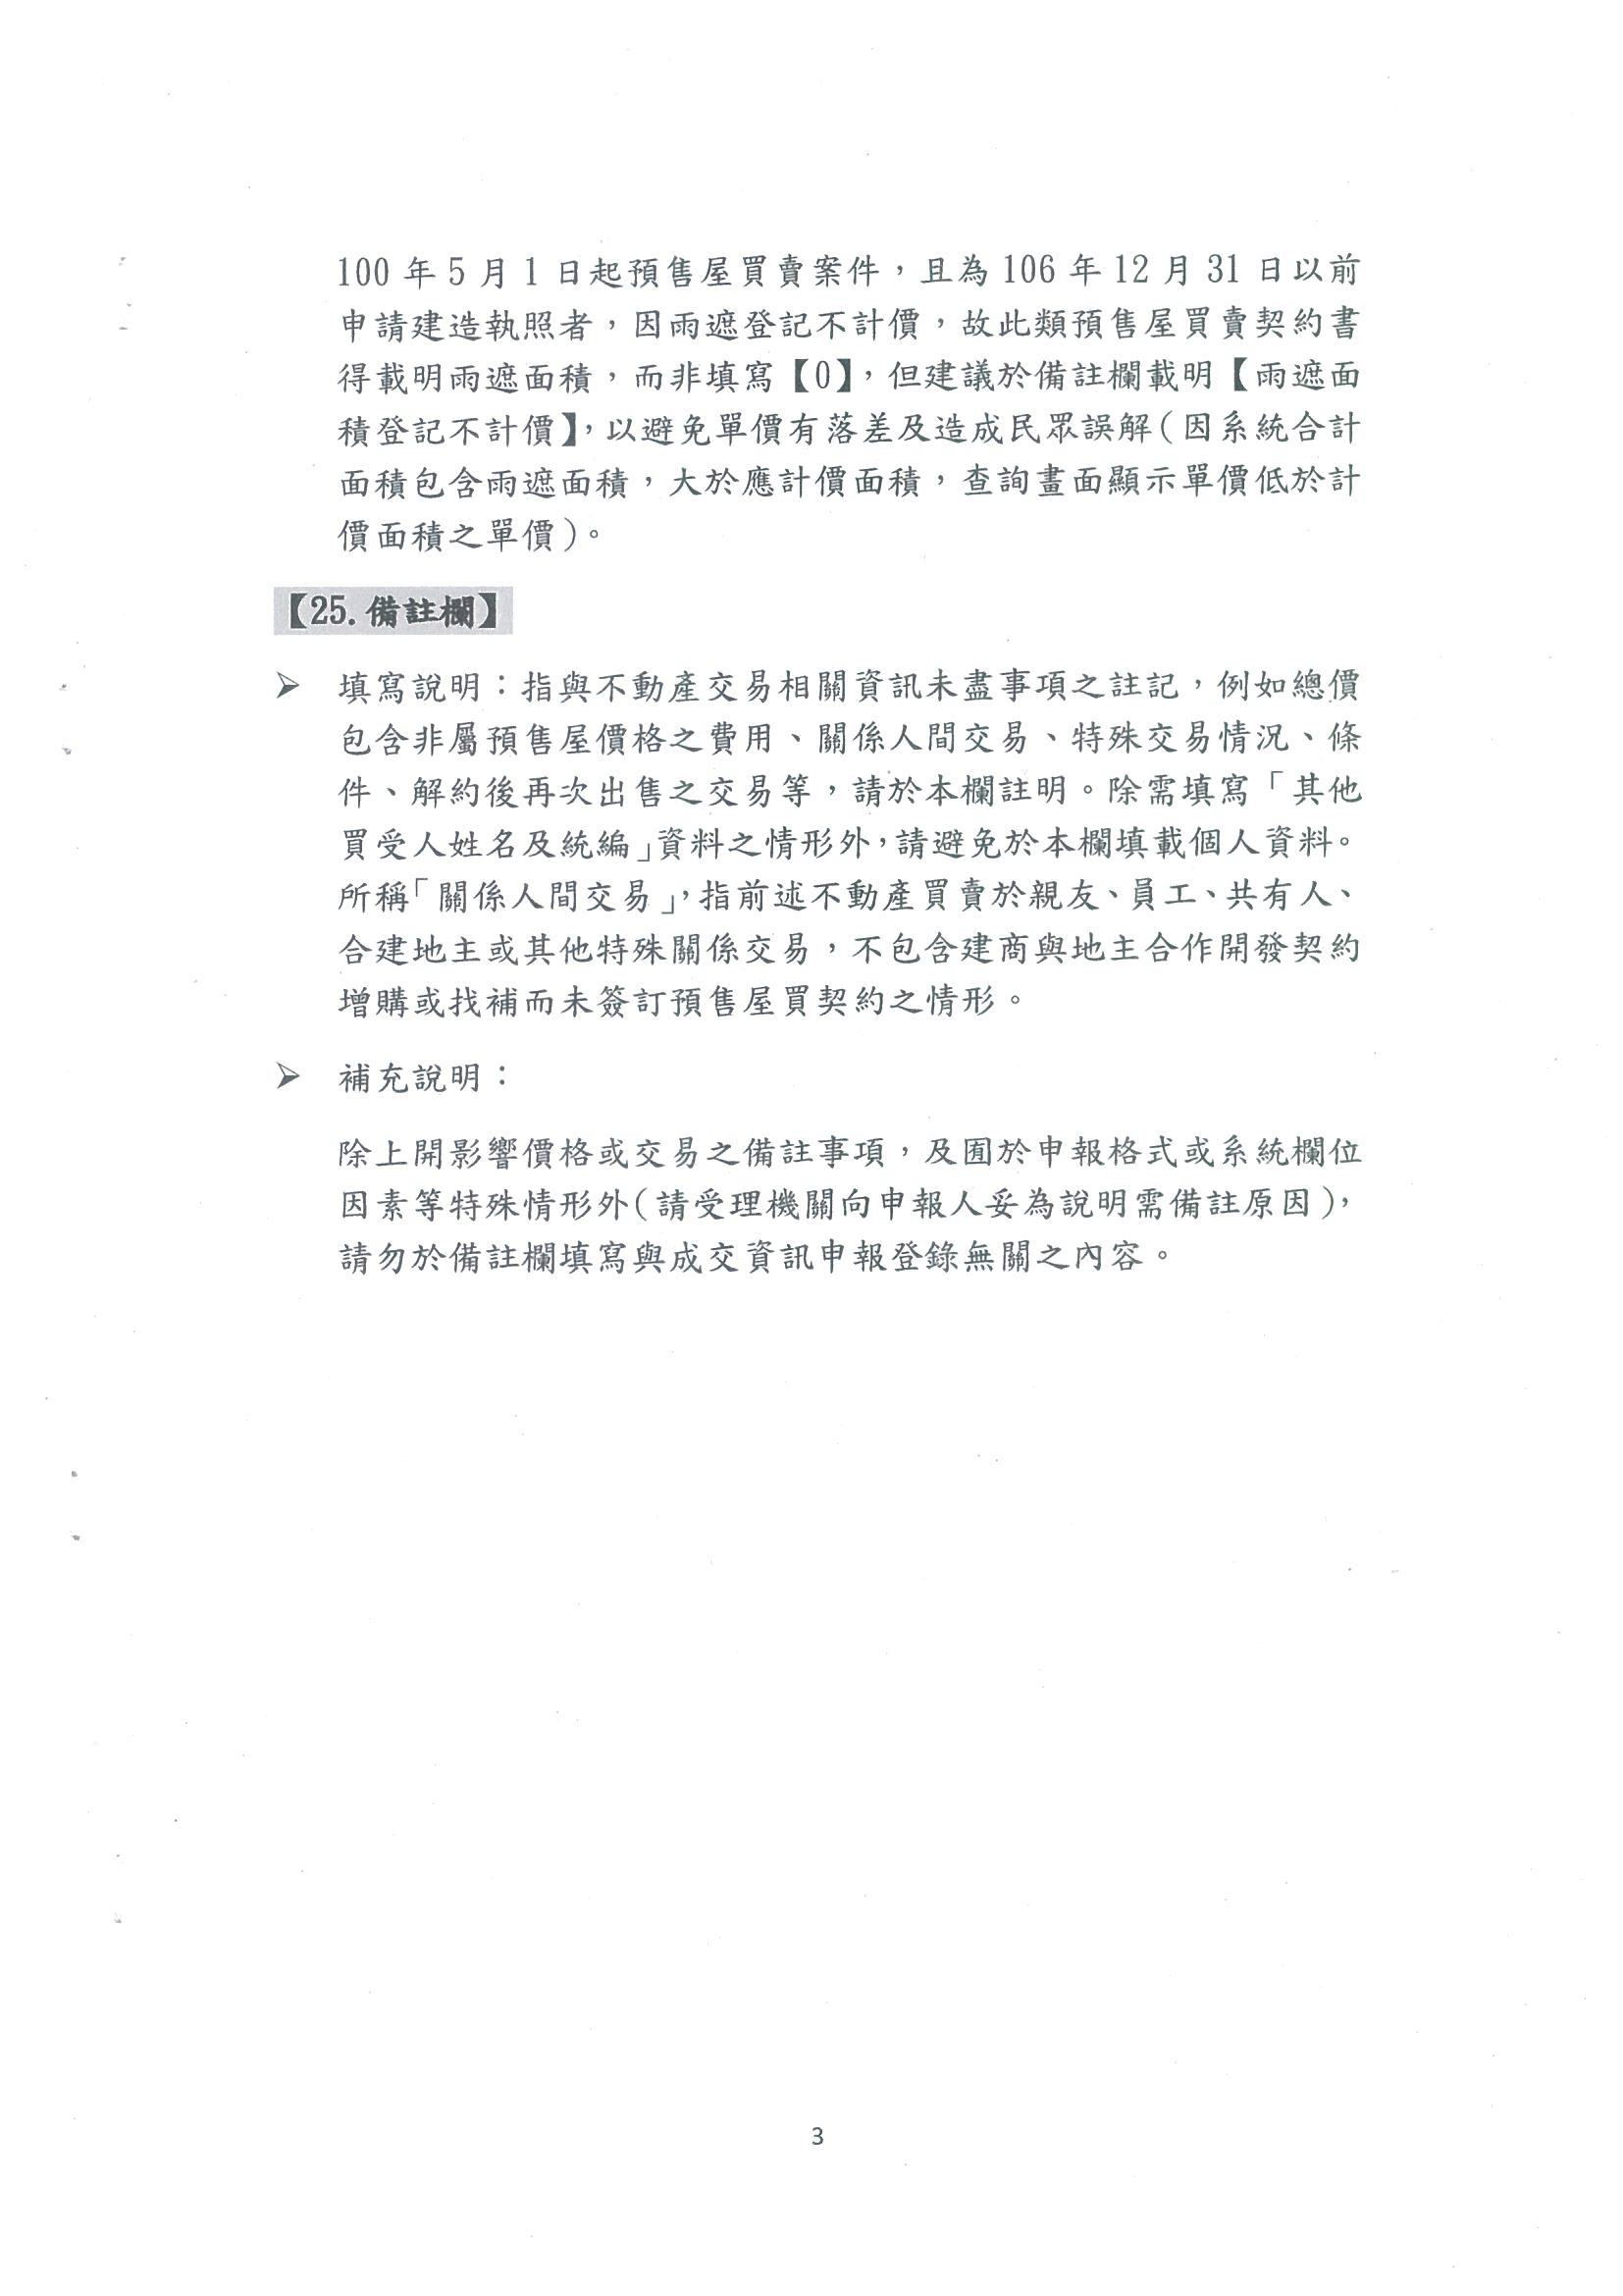 100 年 5 月 1 日起預售屋買賣案件，且為 106 年 12 月 31 日以前
申請建造執照者，因雨遮登記不計價，故此類預售屋買賣契約書
得載明雨遮面積，而非填寫【0】，但建議於備註欄載明【雨遮面
積登記不計價】，以避免單價有落差及造成民眾誤解（因系統合計
面積包含雨遮面積，大於應計價面積，查詢畫面顯示單價低於計
價面積之單價）。
【25.備註欄】
➢ 填寫說明：指與不動產交易相關資訊未盡事項之註記，例如總價
包含非屬預售屋價格之費用、關係人間交易、特殊交易情況、條
件、解約後再次出售之交易等，請於本欄註明。除需填寫「其他
買受人姓名及統編」資料之情形外，請避免於本欄填載個人資料。
所稱「關係人間交易」，指前述不動產買賣於親友、員工、共有人、
合建地主或其他特殊關係交易，不包含建商與地主合作開發契約
增購或找補而未簽訂預售屋買契約之情形。
➢ 補充說明：
除上開影響價格或交易之備註事項，及囿於申報格式或系統欄位
因素等特殊情形外（請受理機關向申報人妥為說明需備註原因），
請勿於備註欄填寫與成交資訊申報登錄無關之內容。
3